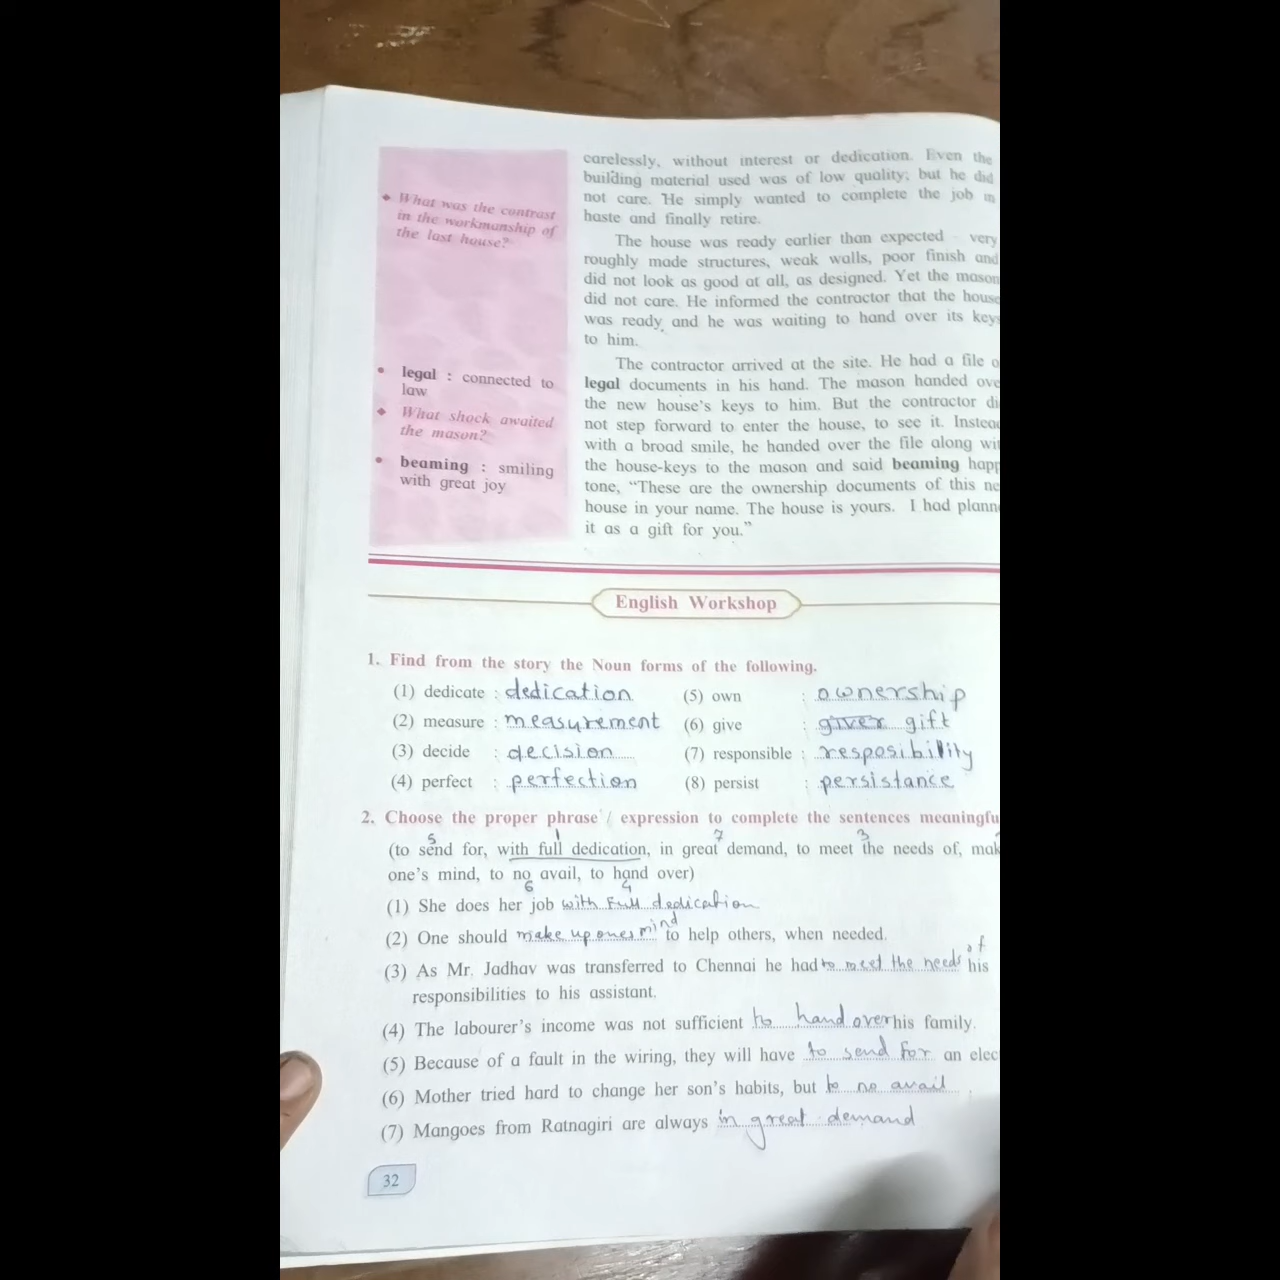 carelessly, without interest or dedication. Even the
building material used was of low quality; but he did
not care. He simply wanted to complete the job in
haste and finally retire.
What was the contrast
in the workmanship of
the last house?
The house was ready earlier than expected - very
roughly made structures, weak walls, poor finish and
did not look as good at all, as designed. Yet the mason
did not care. He informed the contractor that the house
was ready and he was waiting to hand over its keys
to him.
The contractor arrived at the site. He had a file o
legal documents in his hand. The mason handed ove
the new house's keys to him. But the contractor di
not step forward to enter the house, to see it. Instea
with a broad smile, he handed over the file along wi
the house-keys to the mason and said beaming happ
tone, "These are the ownership documents of this ne
house in your name. The house is yours. I had plann
it as a gift for you."
legal : connected to
law
What shock awaited
the mason?
beaming : smiling
with great joy
English Workshop
1. Find from the story the Noun forms of the following.
(1) dedicate : dedication (5) own : ownership
(2) measure : measurement (6) give : giver gift
(3) decide : decision (7) responsible : resposibility
(4) perfect : perfection (8) persist : persistance
2. Choose the proper phrase / expression to complete the sentences meaningfu
5 1 7 3
(to send for, with full dedication, in great demand, to meet the needs of, mak
one's mind, to no avail, to hand over)
6 4
(1) She does her job with full dedication
(2) One should make up ones mind to help others, when needed.
(3) As Mr. Jadhav was transferred to Chennai he had to meet the needs of his
responsibilities to his assistant.
(4) The labourer's income was not sufficient to hand over his family.
(5) Because of a fault in the wiring, they will have to send for an elec
(6) Mother tried hard to change her son's habits, but to no avail .
(7) Mangoes from Ratnagiri are always in great demand
32